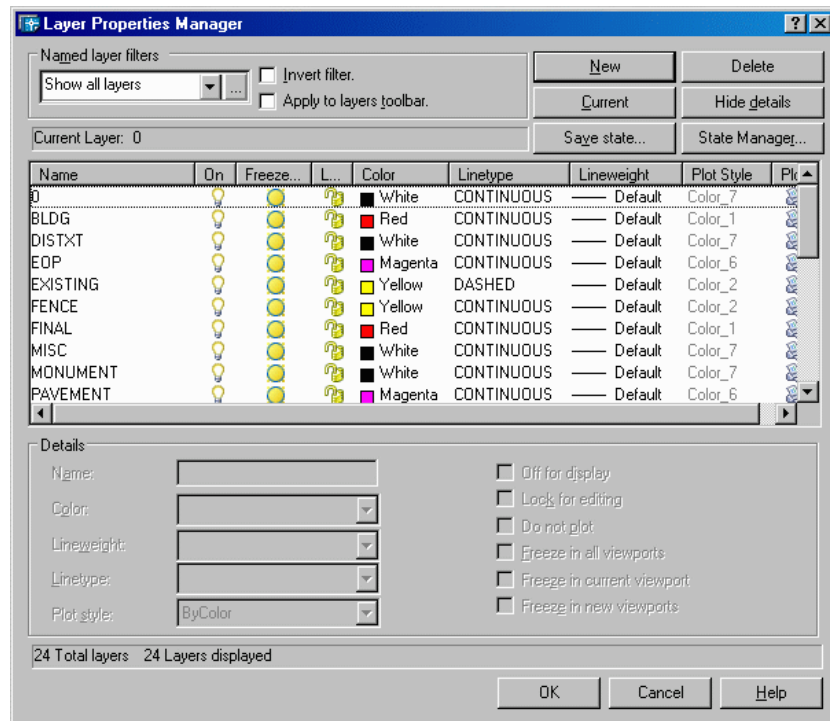 Layer Properties Manager
Named layer filters
Show all layers
...
Invert filter.
Apply to layers toolbar.
New
Delete
Current
Hide details
Current Layer: 0
Save state...
State Manager...
Name On Freeze... L... Color Linetype Lineweight Plot Style
0 White CONTINUOUS Default Color_7
BLDG Red CONTINUOUS Default Color_1
DISTXT White CONTINUOUS Default Color_7
EOP Magenta CONTINUOUS Default Color_6
EXISTING Yellow DASHED Default Color_2
FENCE Yellow CONTINUOUS Default Color_2
FINAL Red CONTINUOUS Default Color_1
MISC White CONTINUOUS Default Color_7
MONUMENT White CONTINUOUS Default Color_7
PAVEMENT Magenta CONTINUOUS Default Color_6
Details
Name:
Color:
Lineweight:
Linetype:
Plot style: ByColor
Off for display
Lock for editing
Do not plot
Freeze in all viewports
Freeze in current viewport
Freeze in new viewports
24 Total layers 24 Layers displayed
OK Cancel Help